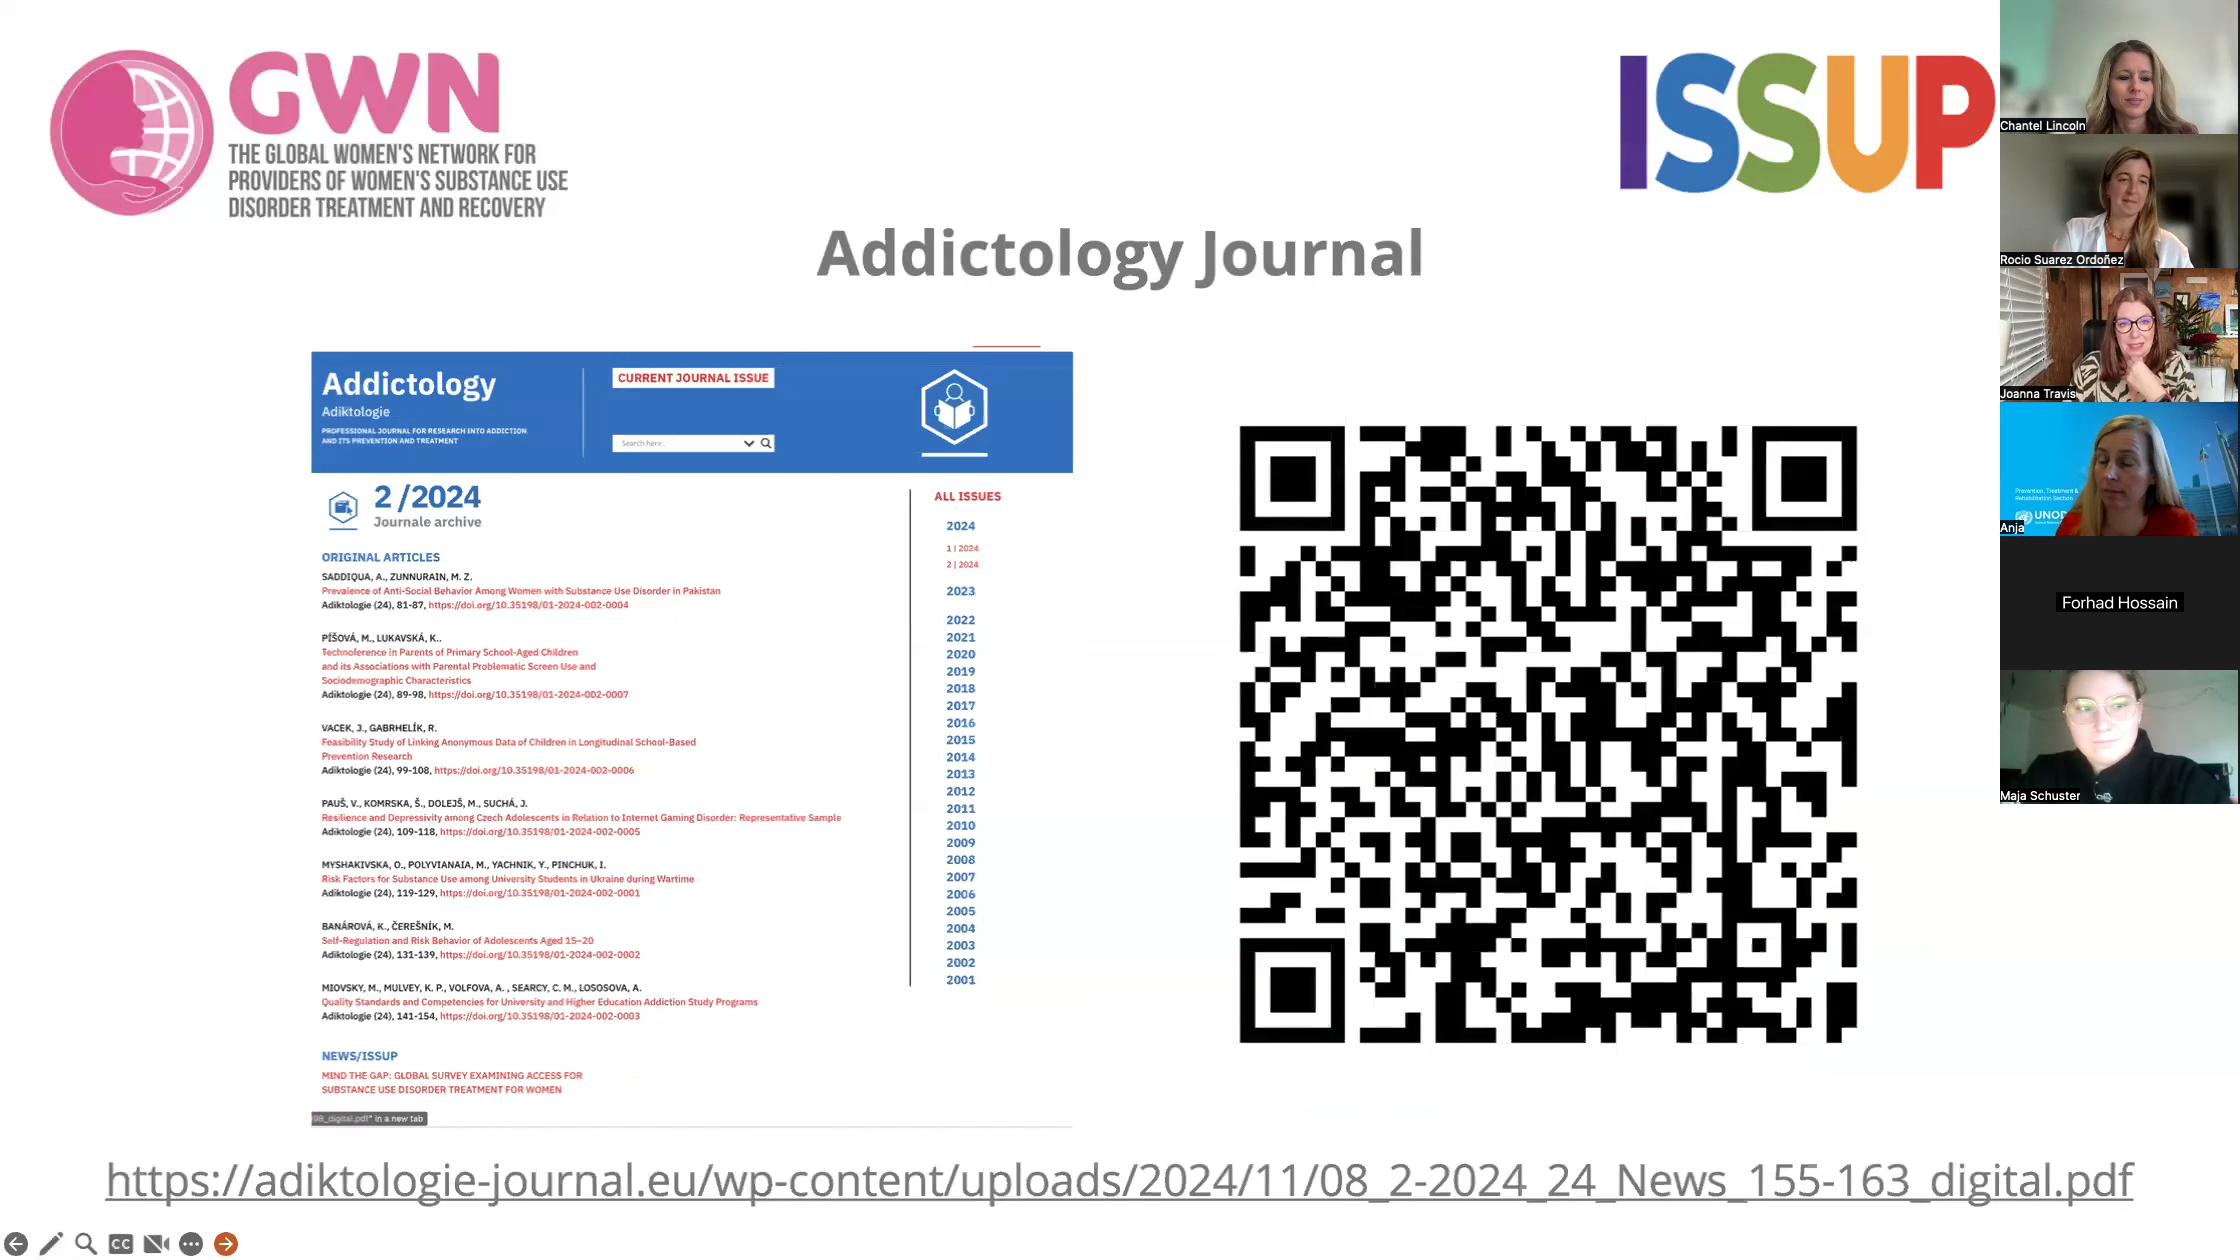 GWN
THE GLOBAL WOMEN'S NETWORK FOR
PROVIDERS OF WOMEN'S SUBSTANCE USE
DISORDER TREATMENT AND RECOVERY
ISSUP
Addictology Journal
Addictology
Adiktologie
PROFESSIONAL JOURNAL FOR RESEARCH INTO ADDICTION
AND ITS PREVENTION AND TREATMENT
CURRENT JOURNAL ISSUE
Search here..
2 /2024
Journale archive
ORIGINAL ARTICLES
SADDIQUA, A., ZUNNURAIN, M. Z.
Prevalence of Anti-Social Behavior Among Women with Substance Use Disorder in Pakistan
Adiktologie (24), 81-87, https://doi.org/10.35198/01-2024-002-0004
PÍŠOVÁ, M., LUKAVSKÁ, K..
Technoference in Parents of Primary School-Aged Children
and its Associations with Parental Problematic Screen Use and
Sociodemographic Characteristics
Adiktologie (24), 89-98, https://doi.org/10.35198/01-2024-002-0007
VACEK, J., GABRHELÍK, R.
Feasibility Study of Linking Anonymous Data of Children in Longitudinal School-Based
Prevention Research
Adiktologie (24), 99-108, https://doi.org/10.35198/01-2024-002-0006
PAUŠ, V., KOMRSKA, Š., DOLEJŠ, M., SUCHÁ, J.
Resilience and Depressivity among Czech Adolescents in Relation to Internet Gaming Disorder: Representative Sample
Adiktologie (24), 109-118, https://doi.org/10.35198/01-2024-002-0005
MYSHAKIVSKA, O., POLYVIANAIA, M., YACHNIK, Y., PINCHUK, I.
Risk Factors for Substance Use among University Students in Ukraine during Wartime
Adiktologie (24), 119-129, https://doi.org/10.35198/01-2024-002-0001
BANÁROVÁ, K., ČEREŠNÍK, M.
Self-Regulation and Risk Behavior of Adolescents Aged 15–20
Adiktologie (24), 131-139, https://doi.org/10.35198/01-2024-002-0002
MIOVSKY, M., MULVEY, K. P., VOLFOVA, A. , SEARCY, C. M., LOSOSOVA, A.
Quality Standards and Competencies for University and Higher Education Addiction Study Programs
Adiktologie (24), 141-154, https://doi.org/10.35198/01-2024-002-0003
NEWS/ISSUP
MIND THE GAP: GLOBAL SURVEY EXAMINING ACCESS FOR
SUBSTANCE USE DISORDER TREATMENT FOR WOMEN
98_digital.pdf" in a new tab
ALL ISSUES
2024
1 | 2024
2 | 2024
2023
2022
2021
2020
2019
2018
2017
2016
2015
2014
2013
2012
2011
2010
2009
2008
2007
2006
2005
2004
2003
2002
2001
https://adiktologie-journal.eu/wp-content/uploads/2024/11/08_2-2024_24_News_155-163_digital.pdf
CC
Chantel Lincoln
Rocio Suarez Ordoñez
Joanna Travis
Prevention, Treatment &
Rehabilitation Section
UNOD
Anja
Forhad Hossain
Maja Schuster